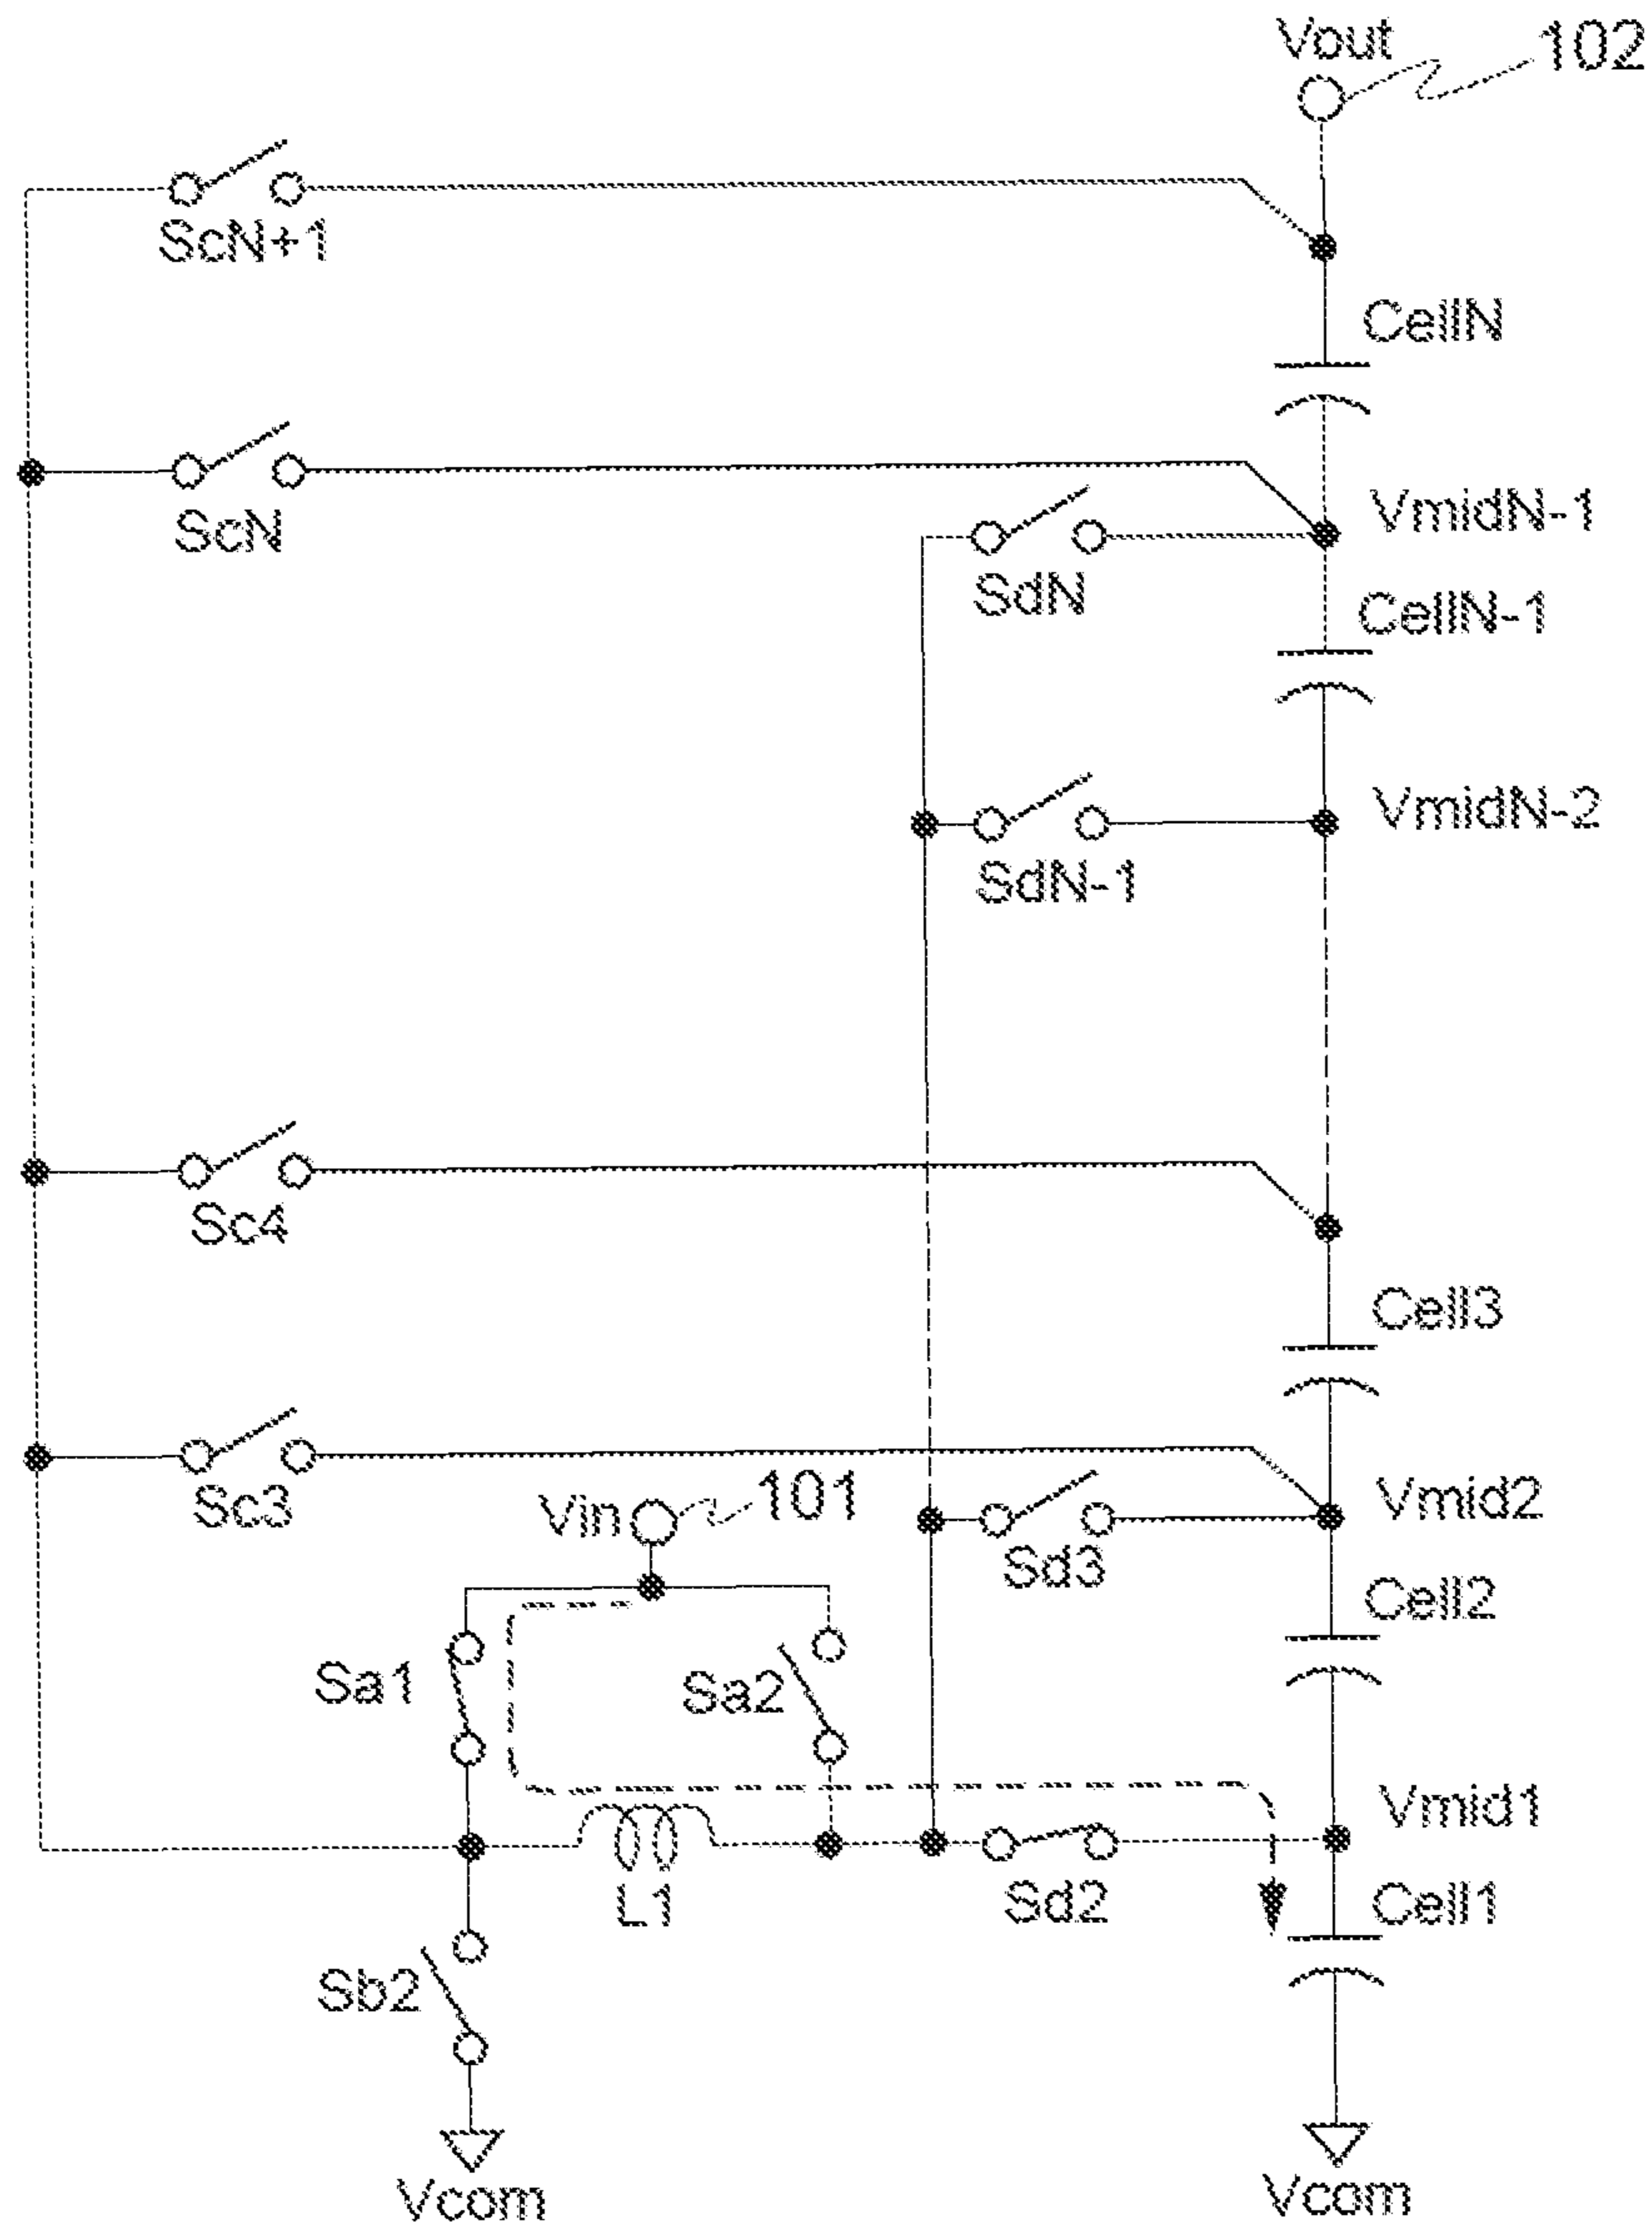 Vout
102
ScN+1
CellN
ScN
VmidN-1
SdN
CellN-1
VmidN-2
SdN-1
Sc4
Cell3
Sc3
Vin
101
Vmid2
Sd3
Cell2
Sa1
Sa2
Vmid1
L1
Sd2
Cell1
Sb2
Vcom
Vcom